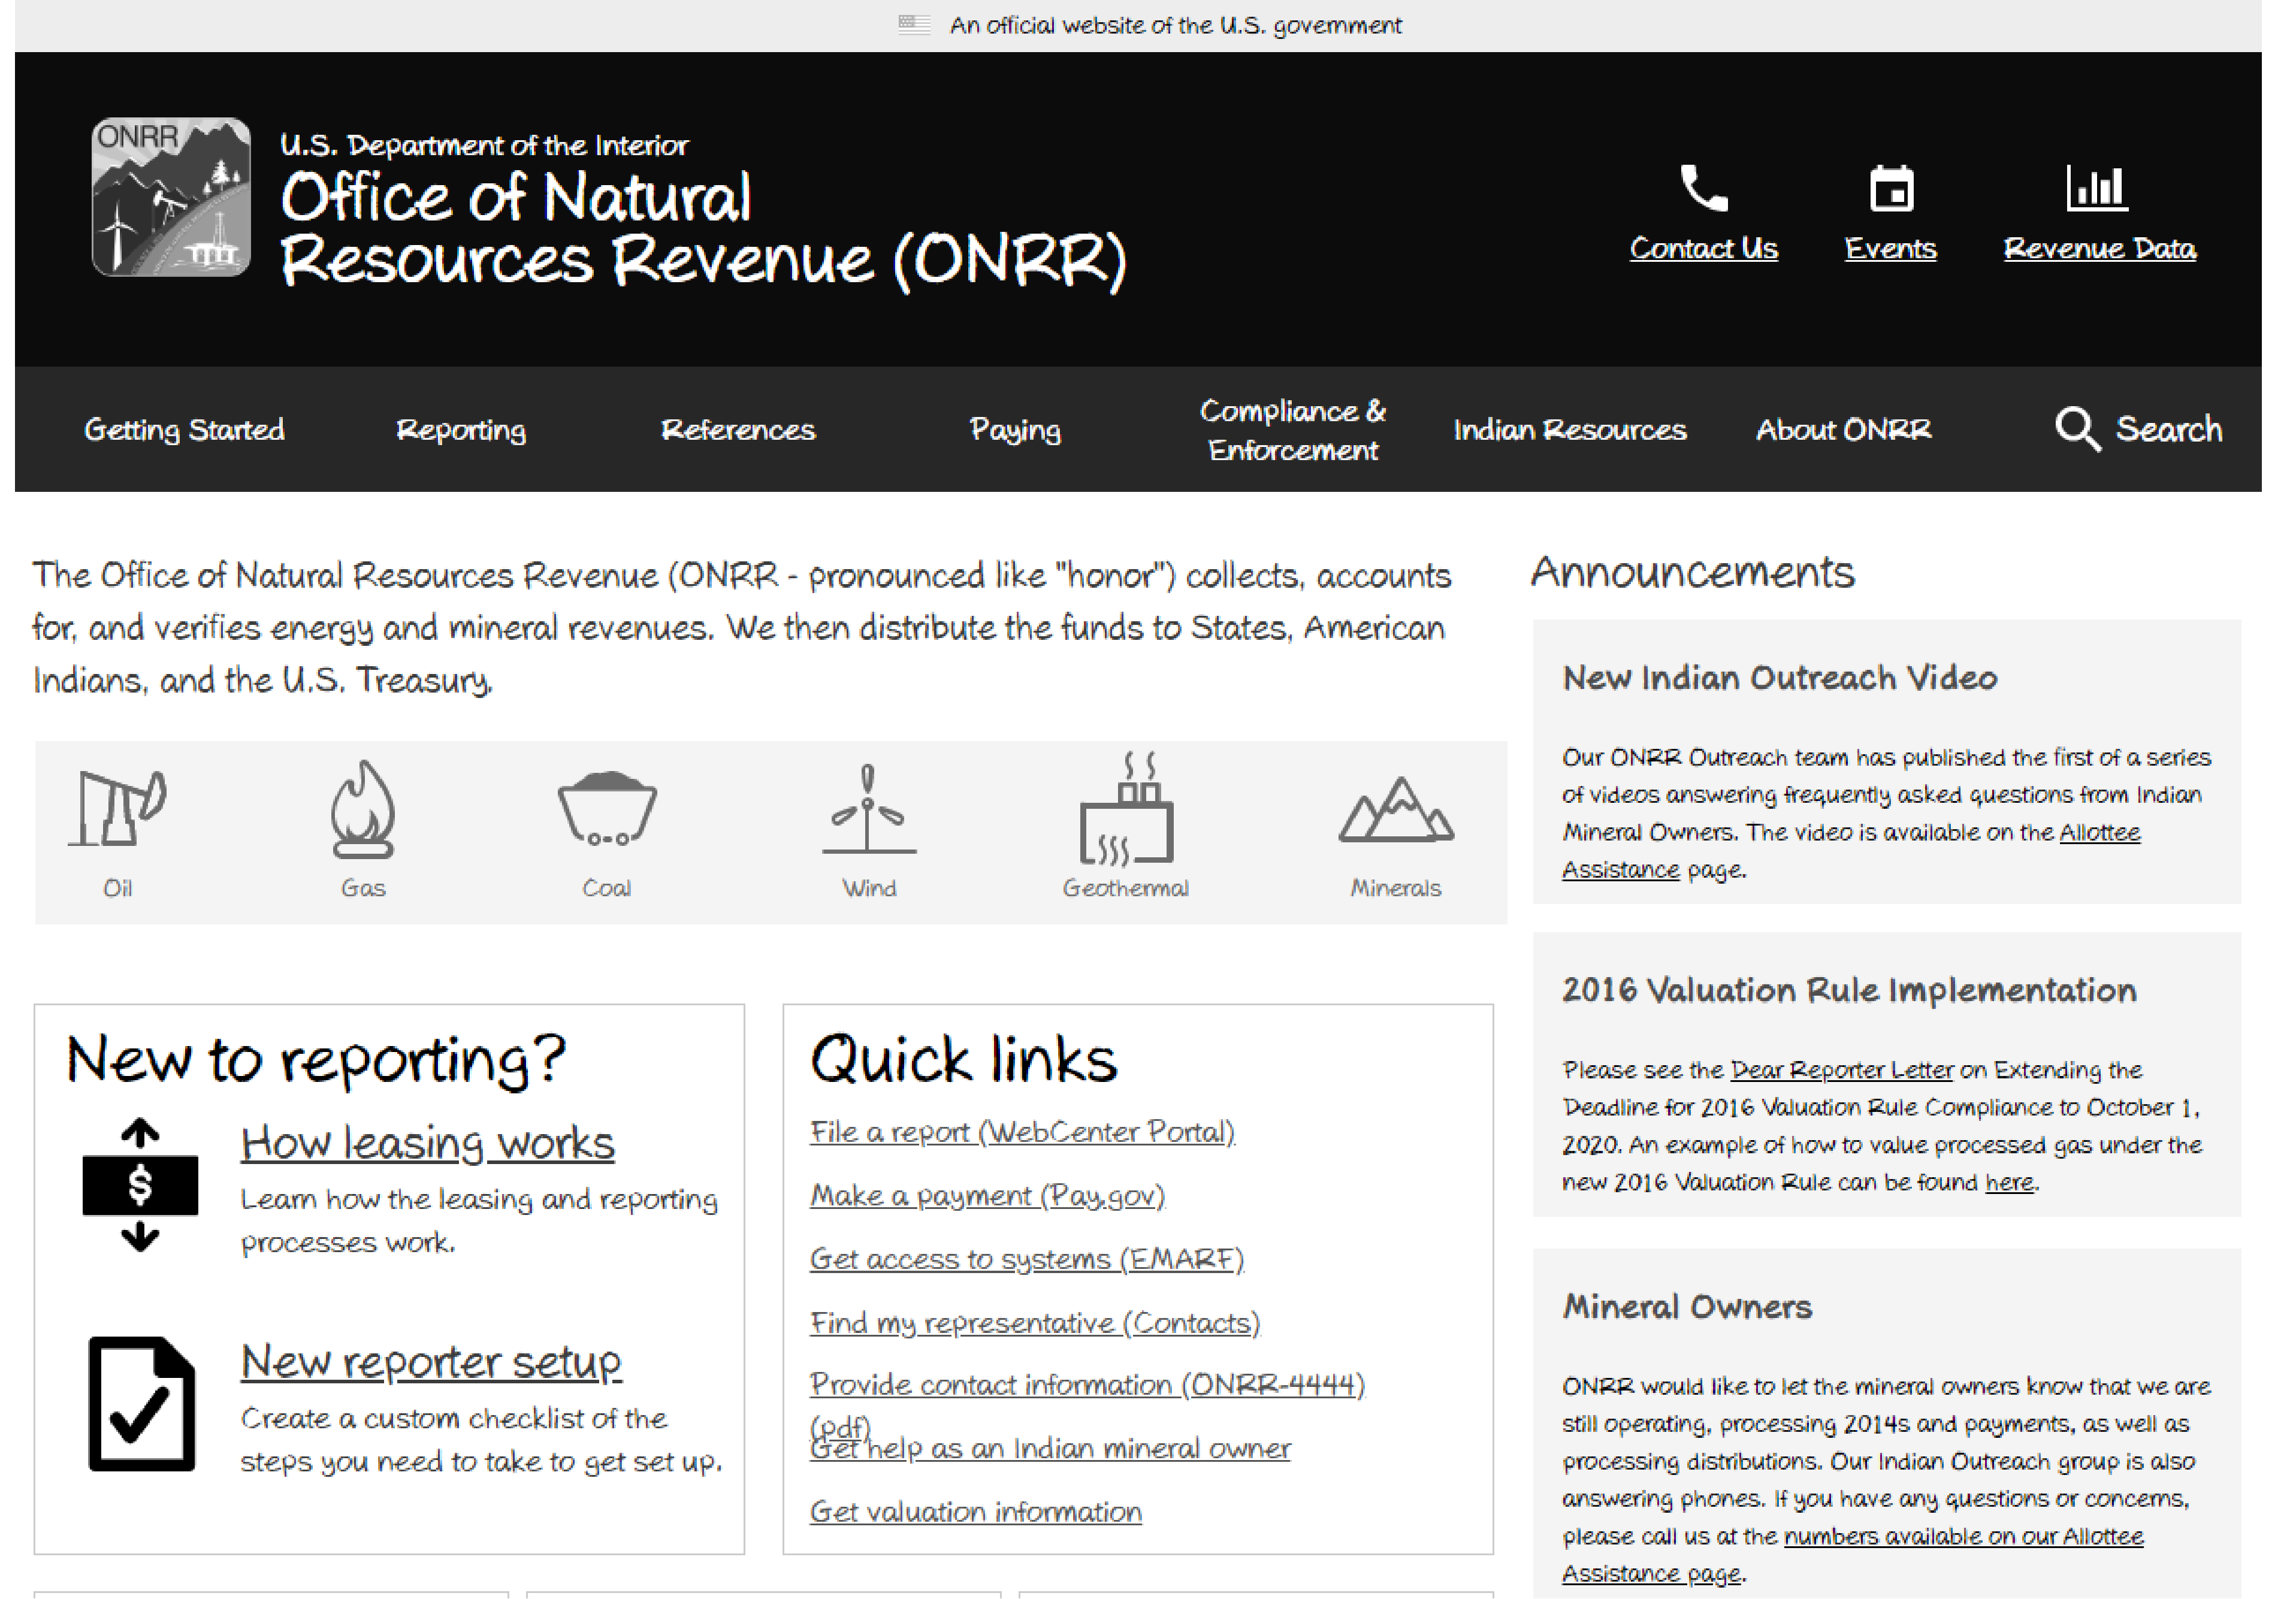 An official website of the U.S. government
ONRR
U.S. Department of the Interior
Office of Natural
Resources Revenue (ONRR)
Contact Us
Events
Revenue Data
Getting Started
Reporting
References
Paying
Compliance &
Enforcement
Indian Resources
About ONRR
Search
The Office of Natural Resources Revenue (ONRR - pronounced like "honor") collects, accounts
for, and verifies energy and mineral revenues. We then distribute the funds to States, American
Indians, and the U.S. Treasury.
Oil
Gas
Coal
Wind
Geothermal
Minerals
New to reporting?
$
How leasing works
Learn how the leasing and reporting
processes work.
New reporter setup
Create a custom checklist of the
steps you need to take to get set up.
Quick links
File a report (WebCenter Portal)
Make a payment (Pay.gov)
Get access to systems (EMARF)
Find my representative (Contacts)
Provide contact information (ONRR-4444)
(pdf)
Get help as an Indian mineral owner
Get valuation information
Announcements
New Indian Outreach Video
Our ONRR Outreach team has published the first of a series
of videos answering frequently asked questions from Indian
Mineral Owners. The video is available on the Allottee
Assistance page.
2016 Valuation Rule Implementation
Please see the Dear Reporter Letter on Extending the
Deadline for 2016 Valuation Rule Compliance to October 1,
2020. An example of how to value processed gas under the
new 2016 Valuation Rule can be found here.
Mineral Owners
ONRR would like to let the mineral owners know that we are
still operating, processing 2014s and payments, as well as
processing distributions. Our Indian Outreach group is also
answering phones. If you have any questions or concerns,
please call us at the numbers available on our Allottee
Assistance page.